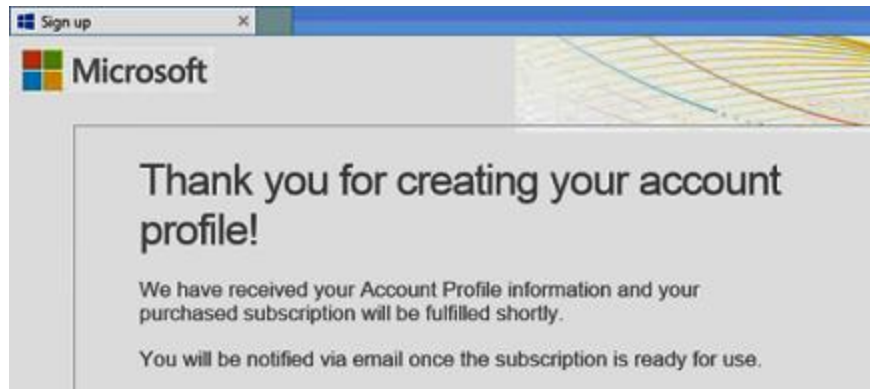 Sign up
Microsoft
Thank you for creating your account
profile!
We have received your Account Profile information and your
purchased subscription will be fulfilled shortly.
You will be notified via email once the subscription is ready for use.